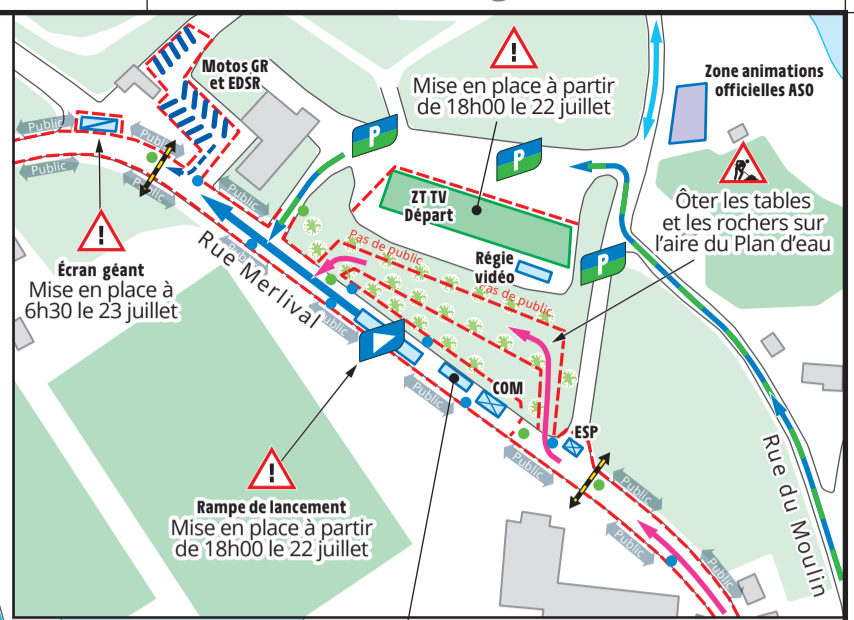 Motos GR
et EDSR
!
Mise en place à partir
de 18h00 le 22 juillet
Zone animations
officielles ASO
Public
Public
Public
Public
P
P
ZT TV
Départ
Ôter les tables
et les rochers sur
l'aire du Plan d'eau
Public
Public
Pas de public
Régie
vidéo
P
Pas de public
!
Écran géant
Mise en place à
6h30 le 23 juillet
Rue Merlival
Public
Public
COM
ESP
!
Rampe de lancement
Mise en place à partir
de 18h00 le 22 juillet
Public
Public
Public
Public
Rue du Moulin